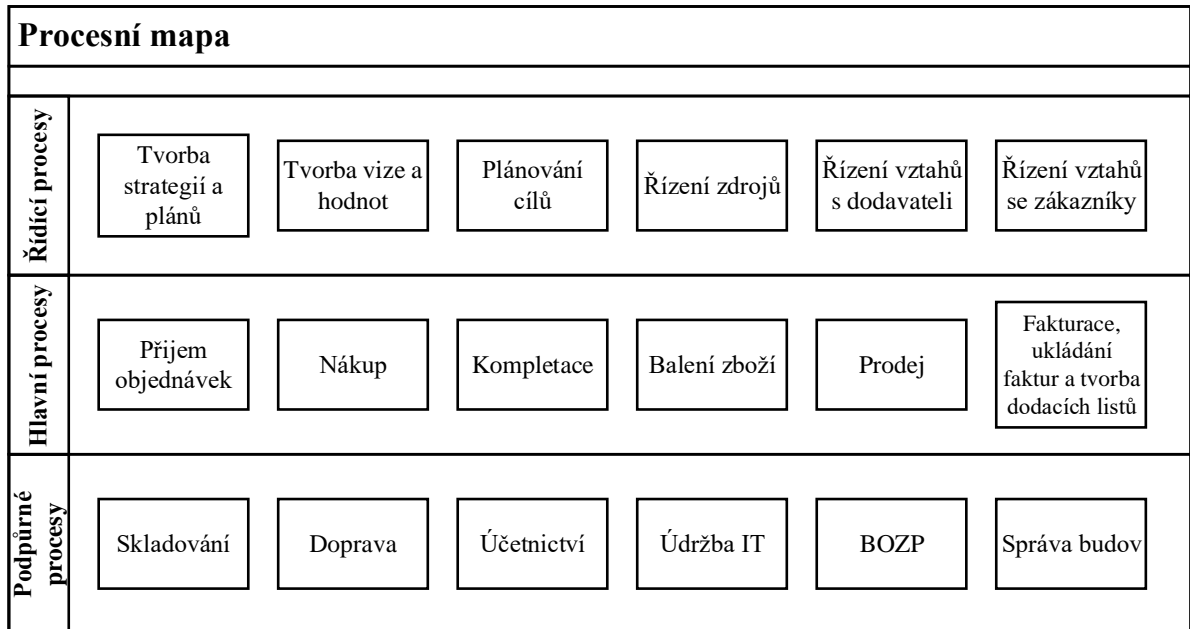 Procesní mapa
Řídící procesy
Tvorba
strategií a
plánů
Tvorba vize a
hodnot
Plánování
cílů
Řízení zdrojů
Řízení vztahů
s dodavateli
Řízení vztahů
se zákazníky
Hlavní procesy
Přijem
objednávek
Nákup
Kompletace
Balení zboží
Prodej
Fakturace,
ukládání
faktur a tvorba
dodacích listů
Podpůrné
procesy
Skladování
Doprava
Účetnictví
Údržba IT
BOZP
Správa budov